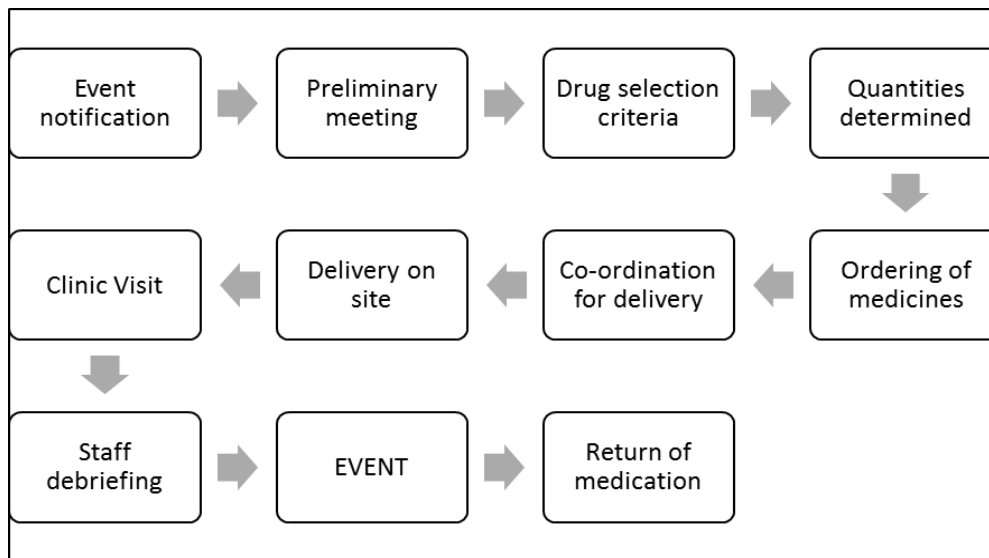 Event
notification
Preliminary
meeting
Drug selection
criteria
Quantities
determined
Ordering of
medicines
Co-ordination
for delivery
Delivery on
site
Clinic Visit
Staff
debriefing
EVENT
Return of
medication